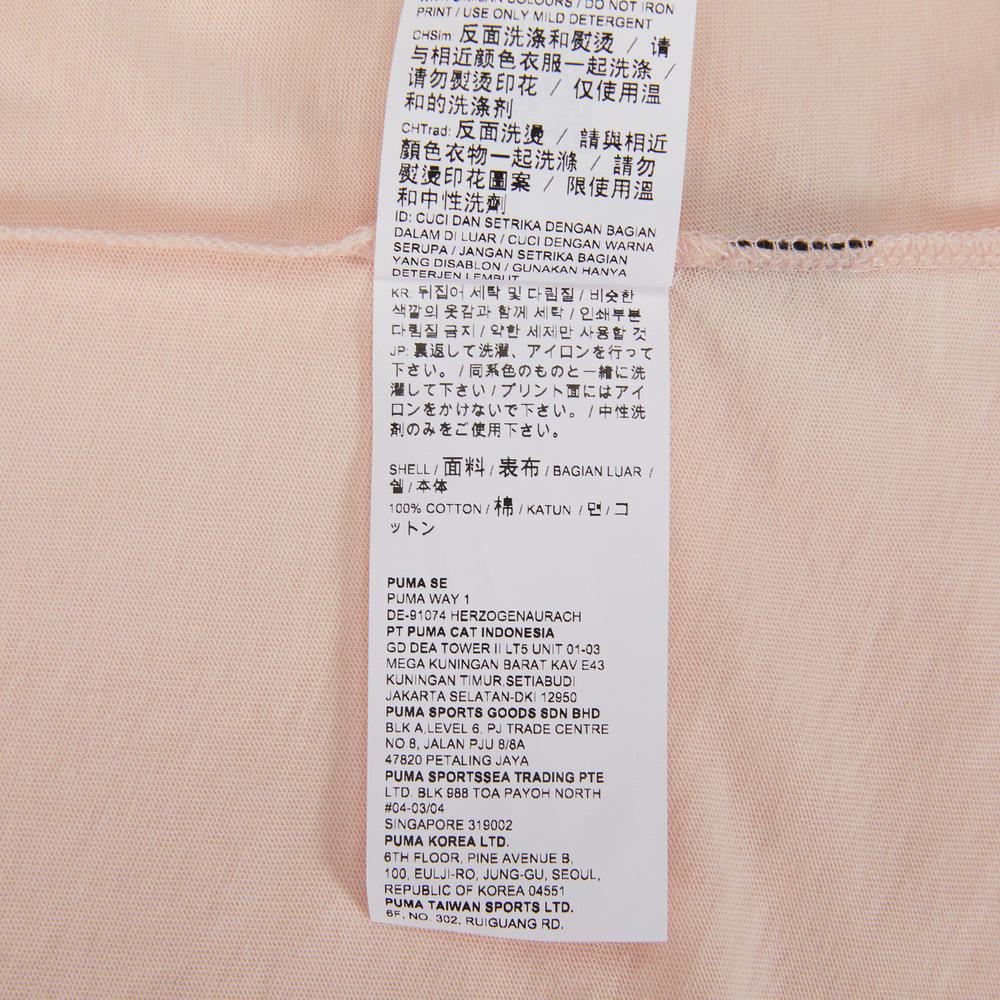 WITH SIMILAR COLOURS / DO NOT IRON
PRINT / USE ONLY MILD DETERGENT
CHSim 反面洗涤和熨烫 / 请
与相近颜色衣服一起洗涤 /
请勿熨烫印花 / 仅使用温
和的洗涤剂
CHTrad: 反面洗燙 / 請與相近
顏色衣物一起洗滌 / 請勿
熨燙印花圖案 / 限使用溫
和中性洗劑
ID: CUCI DAN SETRIKA DENGAN BAGIAN
DALAM DI LUAR / CUCI DENGAN WARNA
SERUPA / JANGAN SETRIKA BAGIAN
YANG DISABLON / GUNAKAN HANYA
DETERJEN LEMBUT
KR: 뒤집어 세탁 및 다림질 / 비슷한
색깔의 옷감과 함께 세탁 / 인쇄부분
다림질 금지 / 약한 세제만 사용할 것
JP: 裏返して洗濯、アイロンを行って
下さい。 / 同系色のものと一緒に洗
濯して下さい / プリント面にはアイ
ロンをかけないで下さい。 / 中性洗
剤のみをご使用下さい。
SHELL / 面料 / 表布 / BAGIAN LUAR /
쉘 / 本体
100% COTTON / 棉 / KATUN / 면 / コ
ットン
PUMA SE
PUMA WAY 1
DE-91074 HERZOGENAURACH
PT PUMA CAT INDONESIA
GD DEA TOWER II LT5 UNIT 01-03
MEGA KUNINGAN BARAT KAV E43
KUNINGAN TIMUR SETIABUDI
JAKARTA SELATAN-DKI 12950
PUMA SPORTS GOODS SDN BHD
BLK A,LEVEL 6, PJ TRADE CENTRE
NO 8, JALAN PJU 8/8A
47820 PETALING JAYA
PUMA SPORTSSEA TRADING PTE
LTD. BLK 988 TOA PAYOH NORTH
#04-03/04
SINGAPORE 319002
PUMA KOREA LTD.
6TH FLOOR, PINE AVENUE B,
100, EULJI-RO, JUNG-GU, SEOUL,
REPUBLIC OF KOREA 04551
PUMA TAIWAN SPORTS LTD.
6F, NO. 302, RUIGUANG RD.